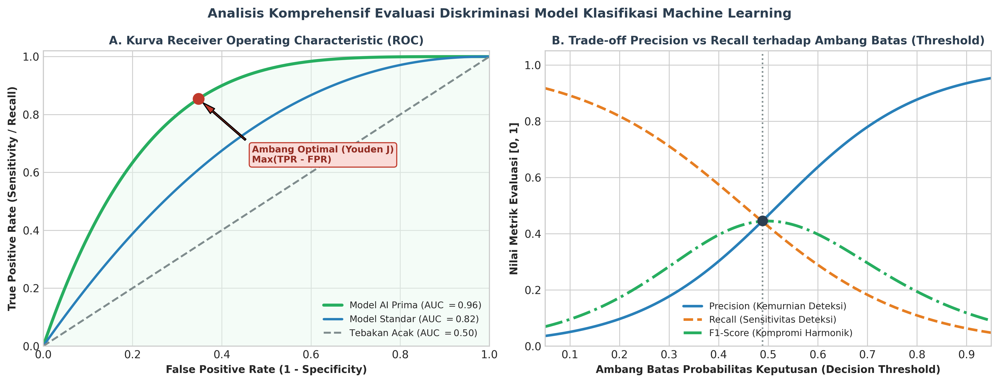 Analisis Komprehensif Evaluasi Diskriminasi Model Klasifikasi Machine Learning
A. Kurva Receiver Operating Characteristic (ROC)
True Positive Rate (Sensitivity / Recall)
1.0
0.8
0.6
0.4
0.2
0.0
Ambang Optimal (Youden J)
Max(TPR - FPR)
Model AI Prima (AUC = 0.96)
Model Standar (AUC = 0.82)
Tebakan Acak (AUC = 0.50)
0.0 0.2 0.4 0.6 0.8 1.0
False Positive Rate (1 - Specificity)
B. Trade-off Precision vs Recall terhadap Ambang Batas (Threshold)
Nilai Metrik Evaluasi [0, 1]
1.0
0.8
0.6
0.4
0.2
0.0
Precision (Kemurnian Deteksi)
Recall (Sensitivitas Deteksi)
F1-Score (Kompromi Harmonik)
0.1 0.2 0.3 0.4 0.5 0.6 0.7 0.8 0.9
Ambang Batas Probabilitas Keputusan (Decision Threshold)